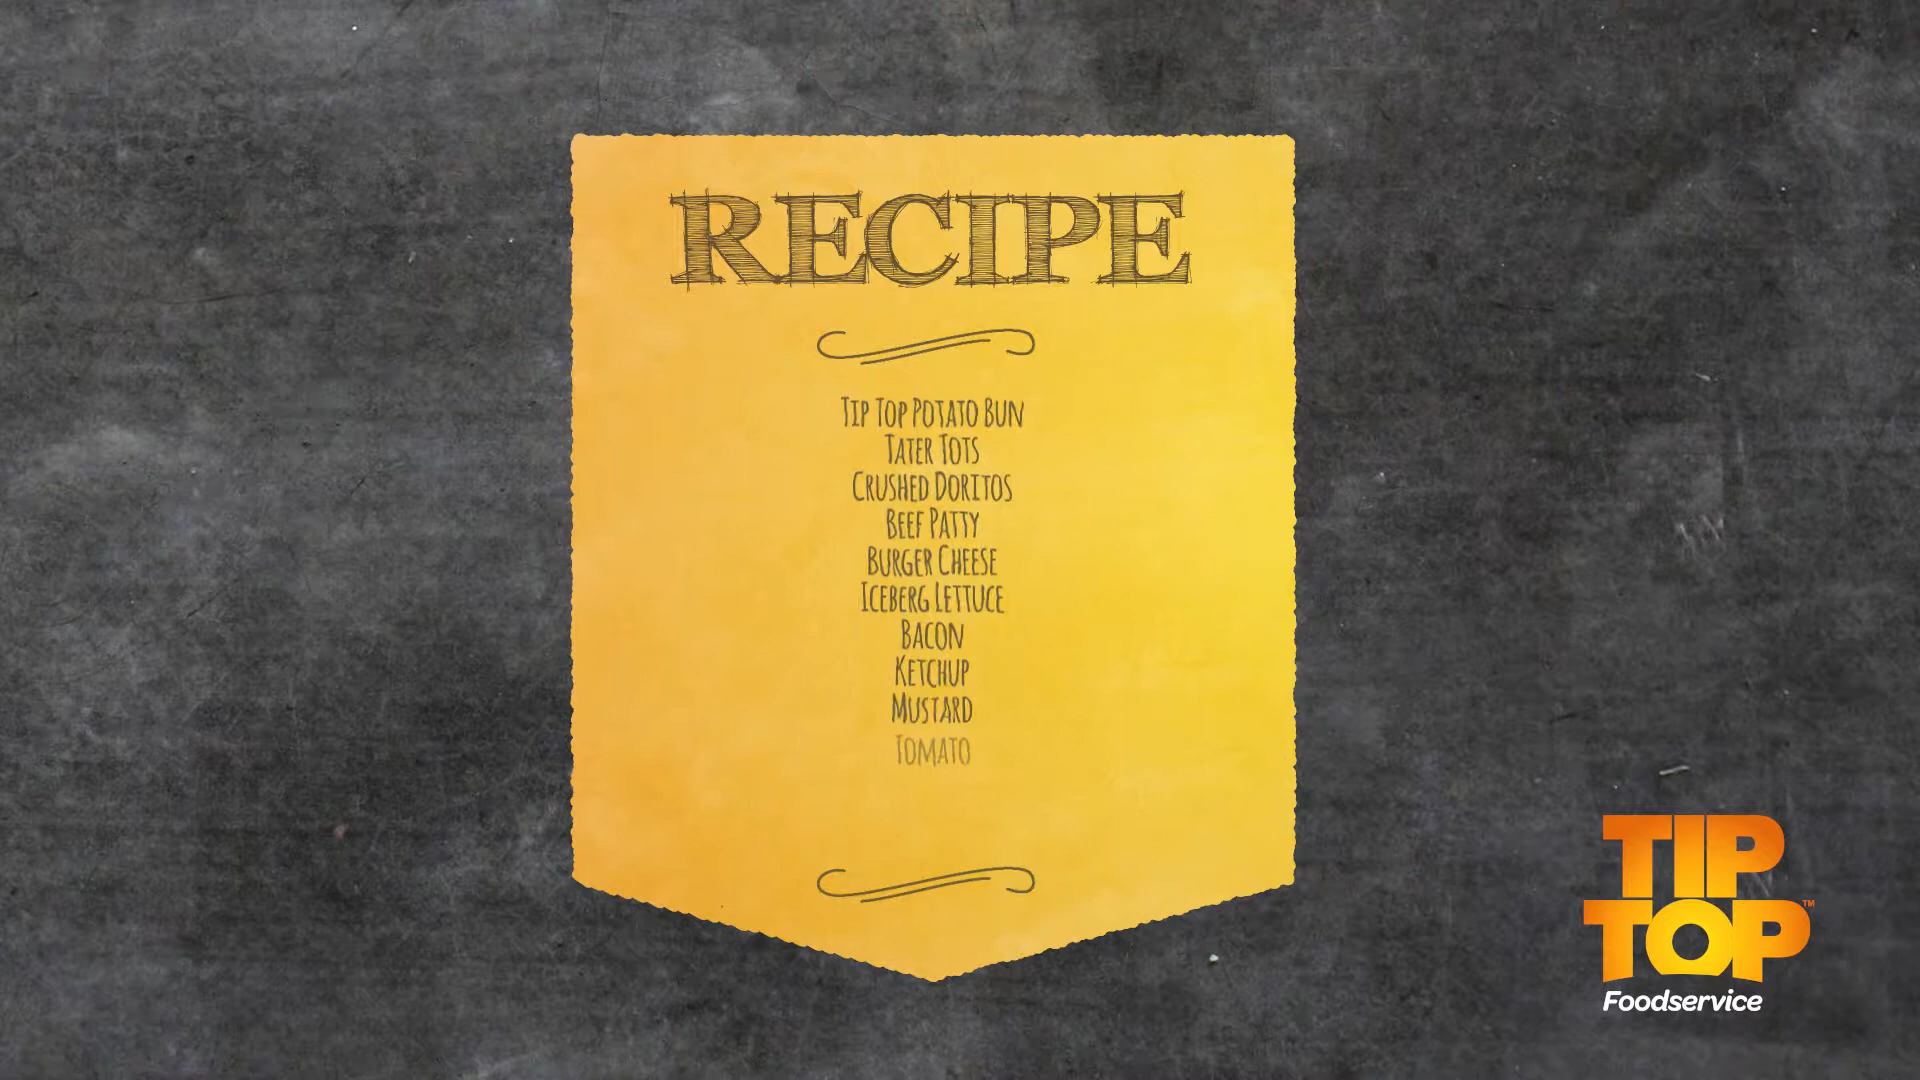 RECIPE
Tip Top Potato Bun
Tater Tots
Crushed Doritos
Beef Patty
Burger Cheese
Iceberg Lettuce
Bacon
Ketchup
Mustard
Tomato
TIP
TOP™
Foodservice